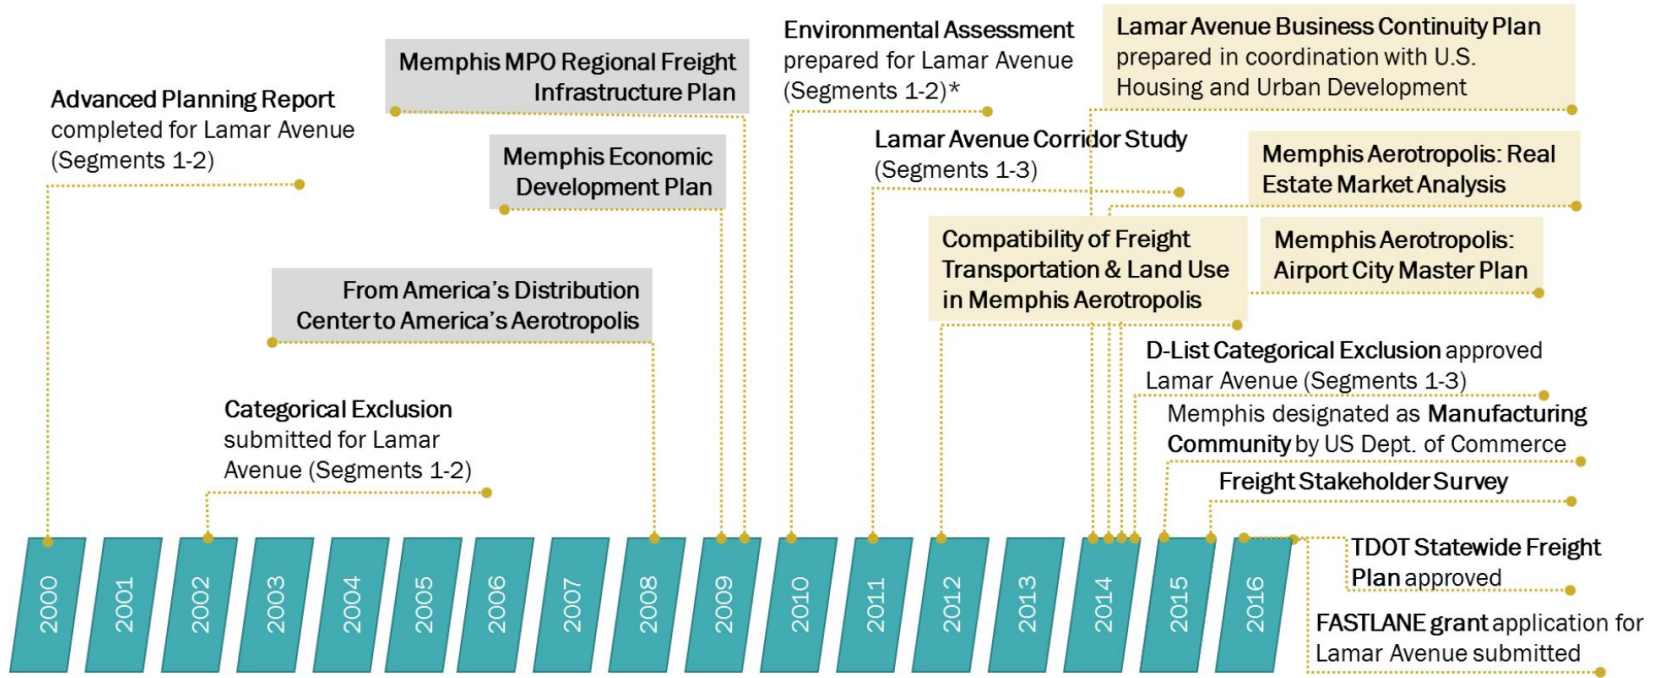 Advanced Planning Report
completed for Lamar Avenue
(Segments 1-2)
Categorical Exclusion
submitted for Lamar
Avenue (Segments 1-2)
From America's Distribution
Center to America's Aerotropolis
Memphis MPO Regional Freight
Infrastructure Plan
Memphis Economic
Development Plan
Environmental Assessment
prepared for Lamar Avenue
(Segments 1-2)*
Lamar Avenue Corridor Study
(Segments 1-3)
Compatibility of Freight
Transportation & Land Use
in Memphis Aerotropolis
Lamar Avenue Business Continuity Plan
prepared in coordination with U.S.
Housing and Urban Development
Memphis Aerotropolis: Real
Estate Market Analysis
Memphis Aerotropolis:
Airport City Master Plan
D-List Categorical Exclusion approved
Lamar Avenue (Segments 1-3)
Memphis designated as Manufacturing
Community by US Dept. of Commerce
Freight Stakeholder Survey
TDOT Statewide Freight
Plan approved
FASTLANE grant application for
Lamar Avenue submitted
2000
2001
2002
2003
2004
2005
2006
2007
2008
2009
2010
2011
2012
2013
2014
2015
2016